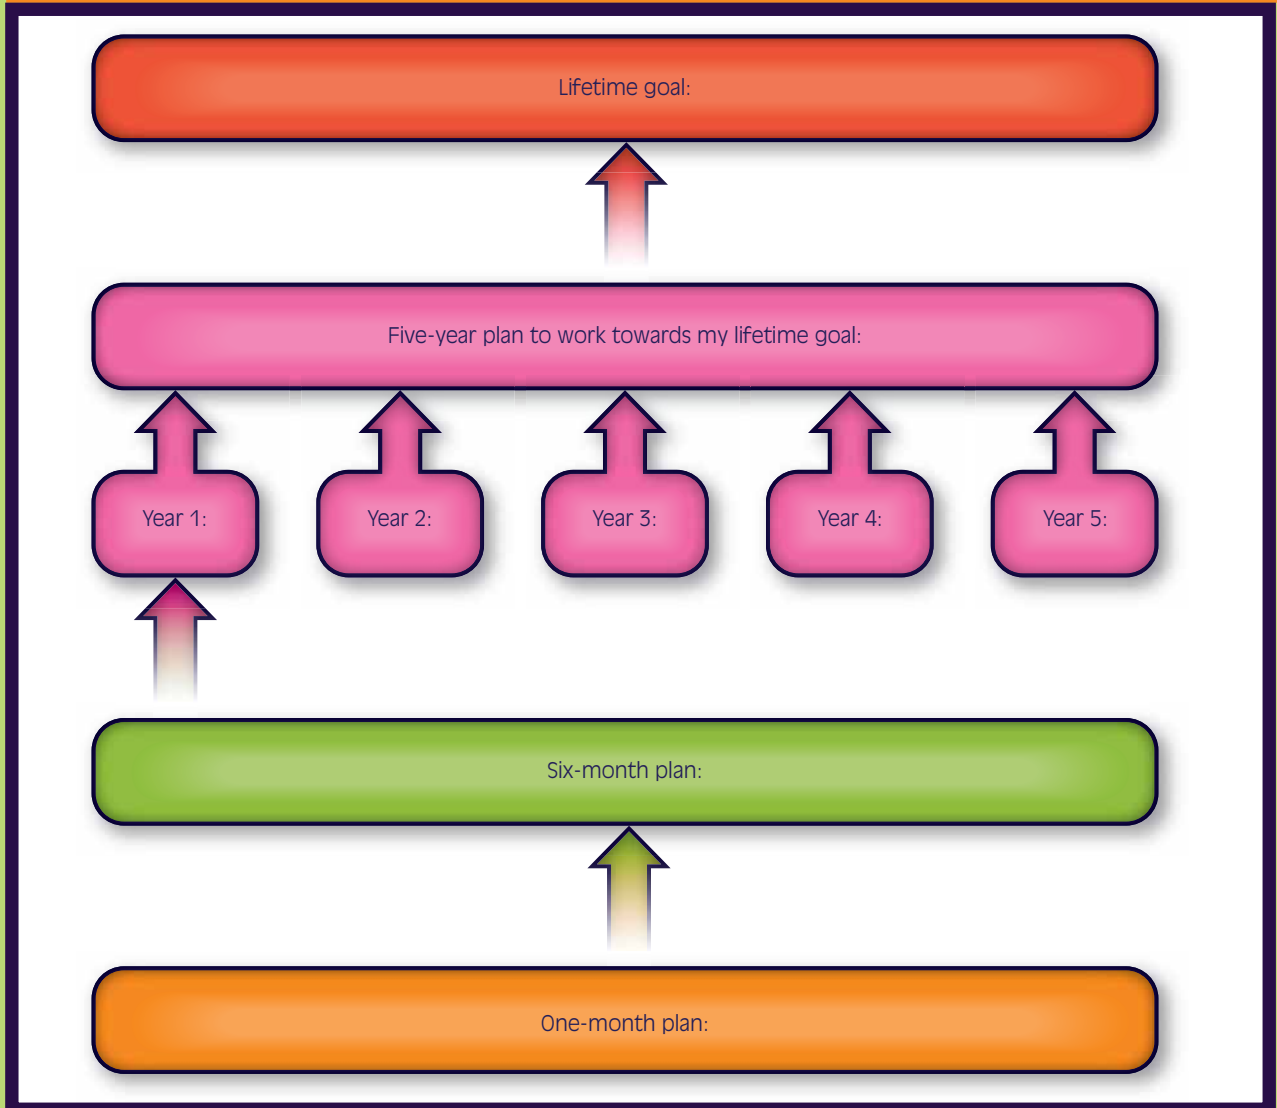 Lifetime goal:
Five-year plan to work towards my lifetime goal:
Year 1:
Year 2:
Year 3:
Year 4:
Year 5:
Six-month plan:
One-month plan: